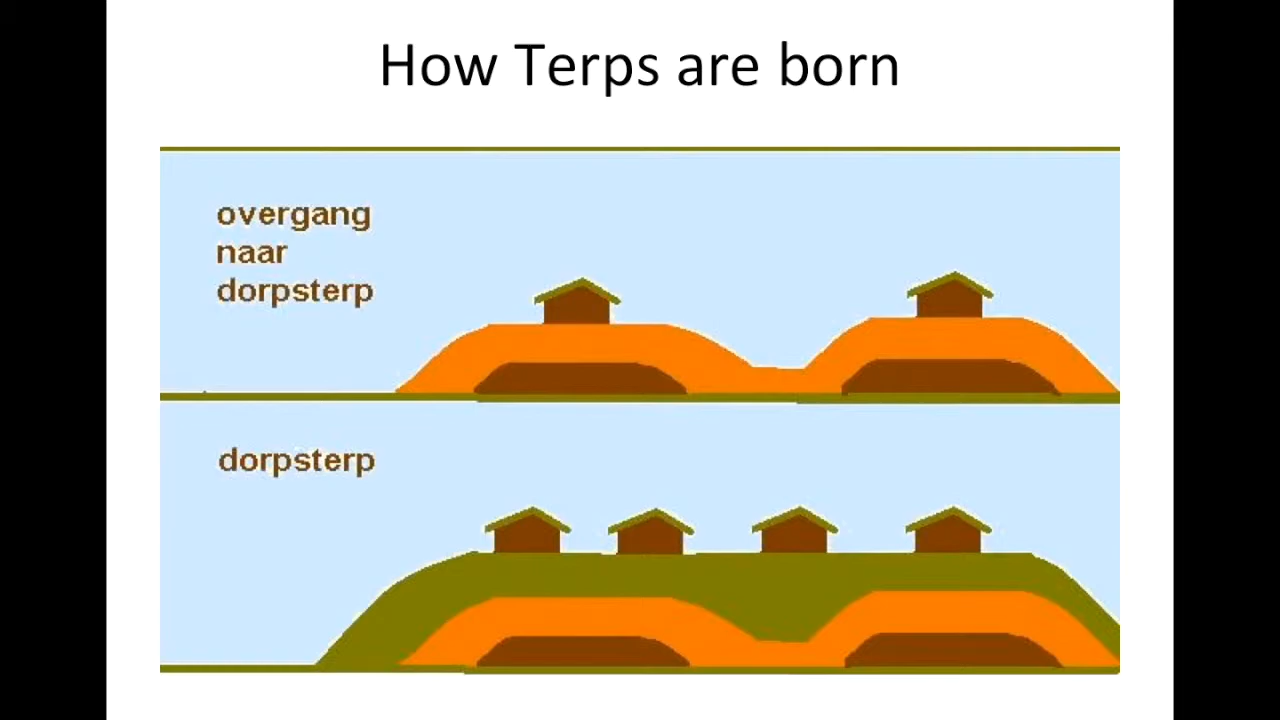 How Terps are born
overgang
naar
dorpsterp
dorpsterp